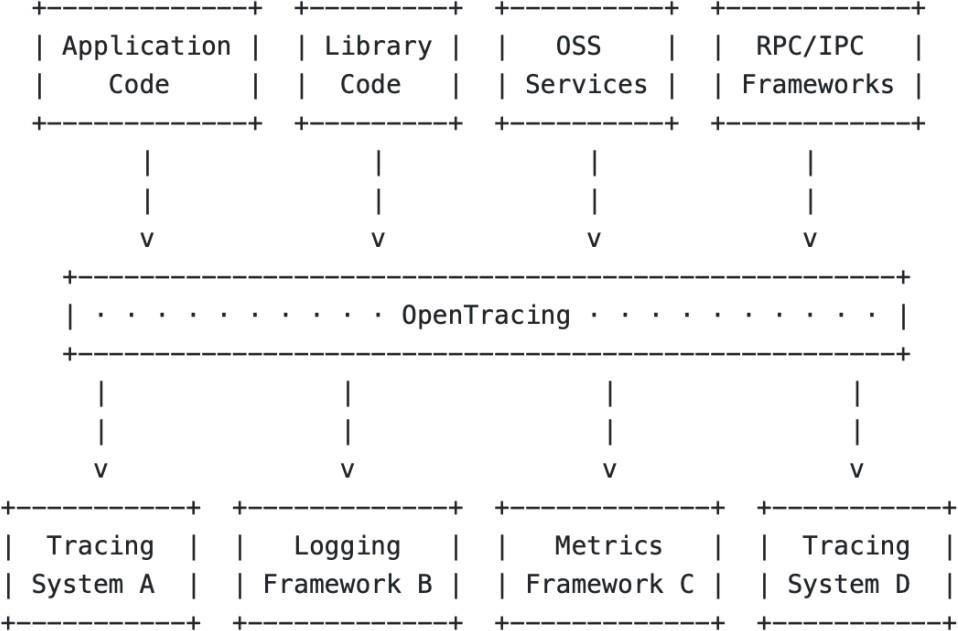 +-------------+  +---------+  +----------+  +------------+
| Application |  | Library |  |   OSS    |  |  RPC/IPC   |
|    Code     |  |  Code   |  | Services |  | Frameworks |
+-------------+  +---------+  +----------+  +------------+
       |              |             |             |
       |              |             |             |
       v              v             v             v
  +-----------------------------------------------------+
  | · · · · · · · · · · OpenTracing · · · · · · · · · · |
  +-----------------------------------------------------+
    |               |                |               |
    |               |                |               |
    v               v                v               v
+-----------+  +-------------+  +-------------+  +-----------+
|  Tracing  |  |   Logging   |  |   Metrics   |  |  Tracing  |
| System A  |  | Framework B |  | Framework C |  | System D  |
+-----------+  +-------------+  +-------------+  +-----------+